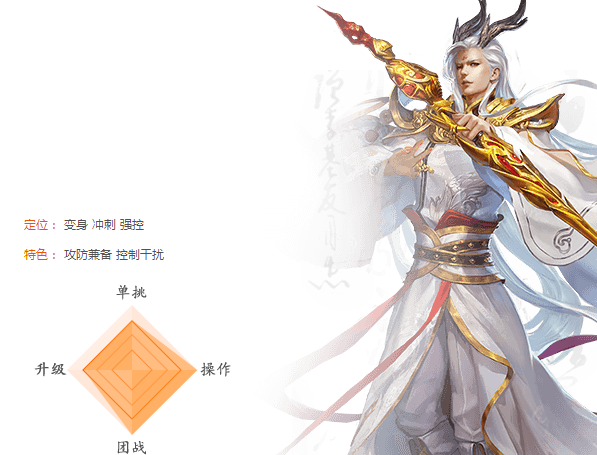 定位： 变身 冲刺 强控
特色： 攻防兼备 控制干扰
单挑
升级
操作
团战